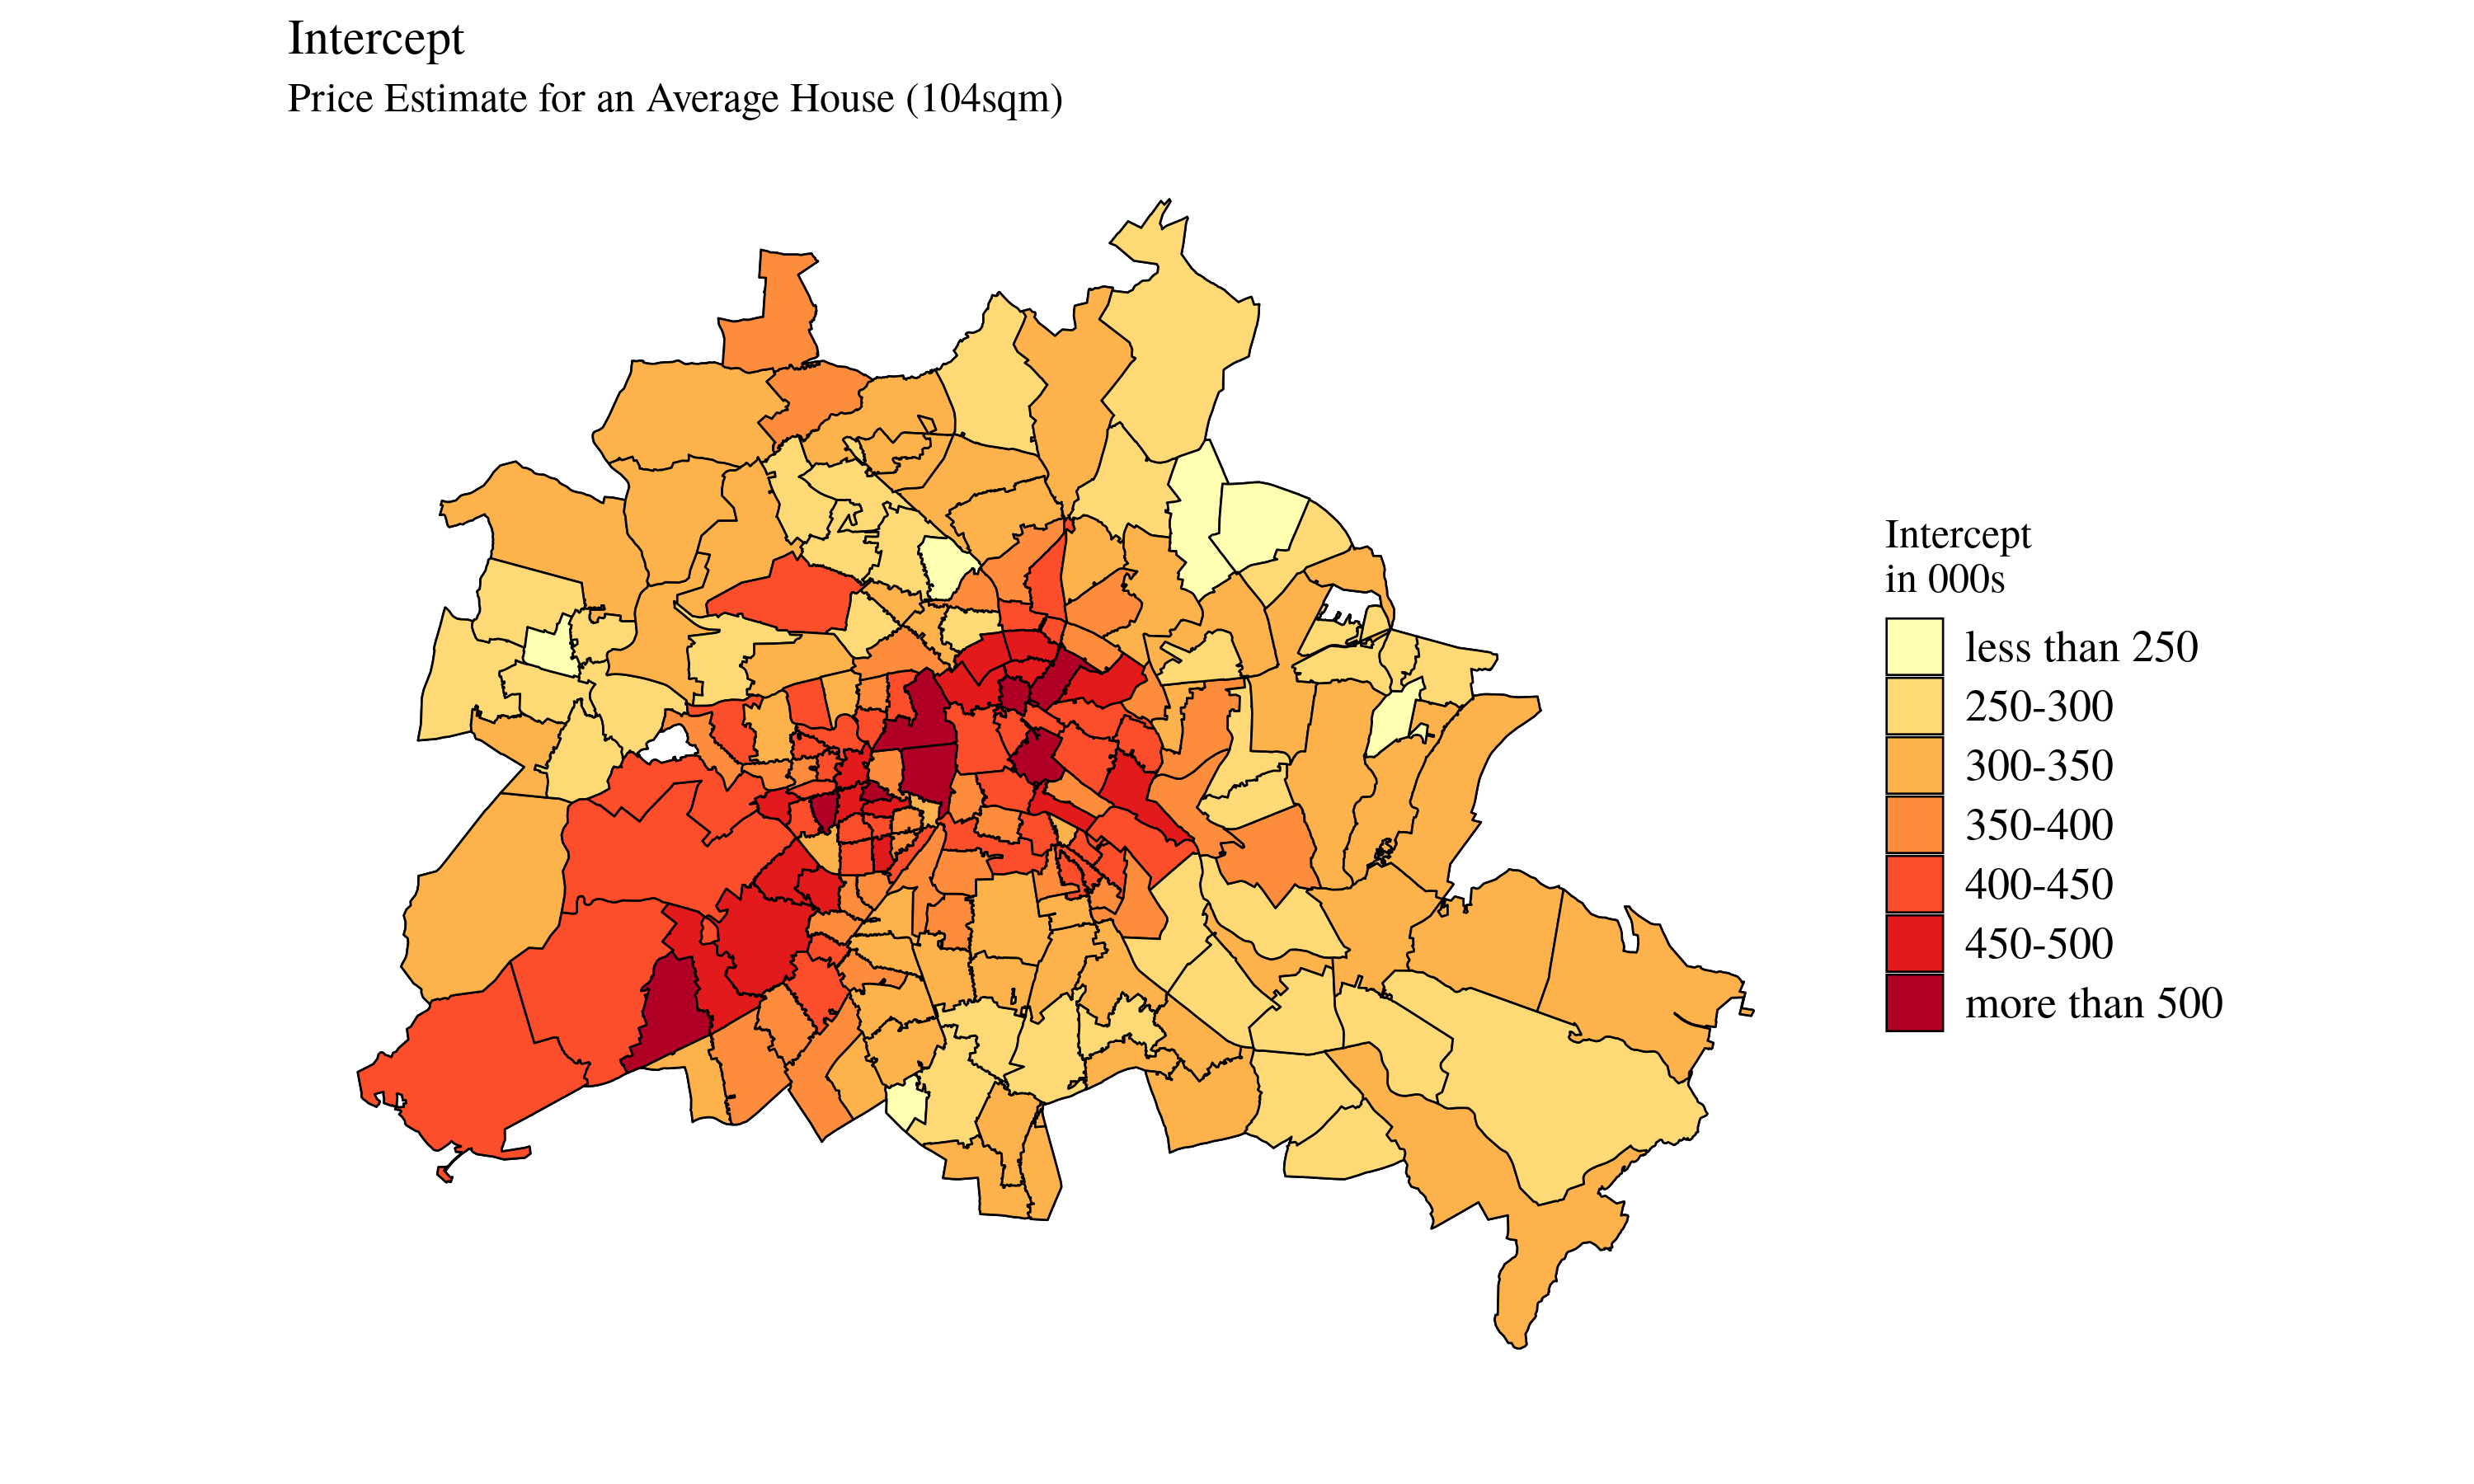 Intercept
Price Estimate for an Average House (104sqm)
Intercept
in 000s
less than 250
250-300
300-350
350-400
400-450
450-500
more than 500